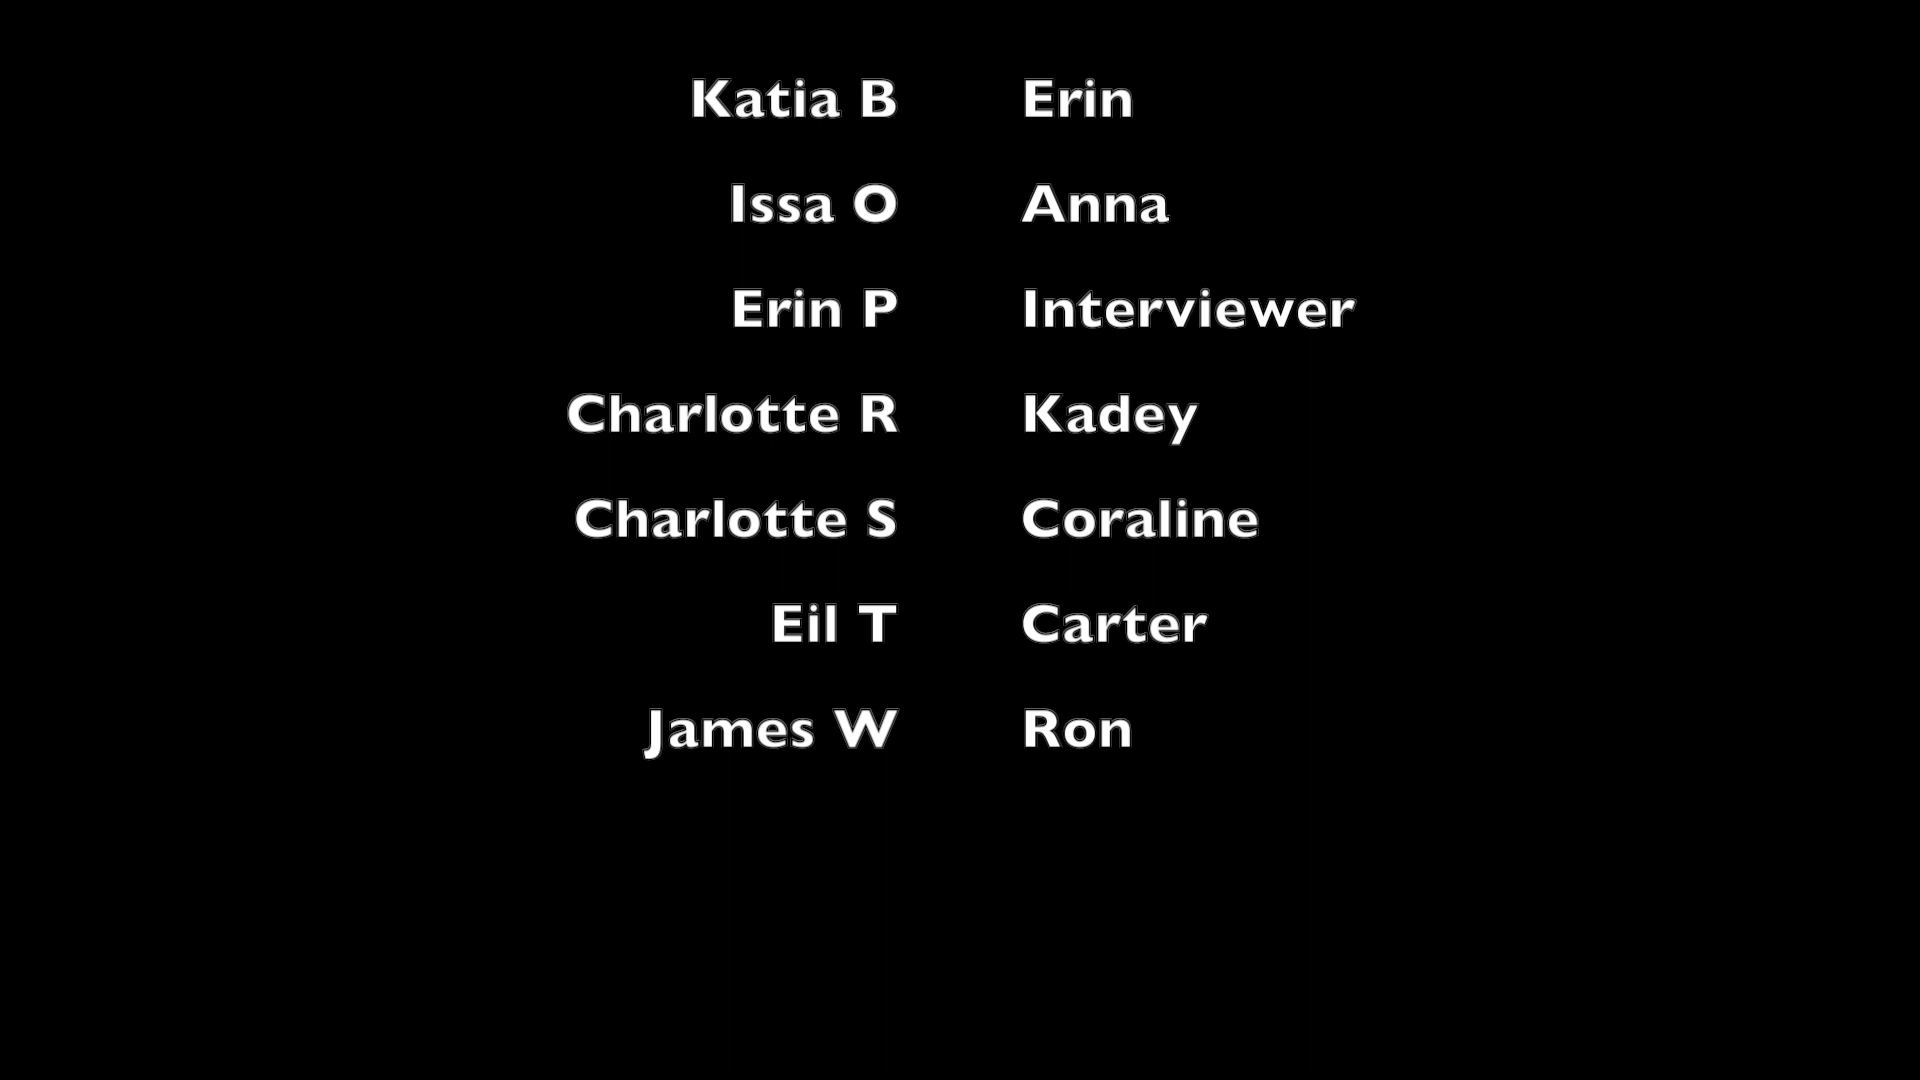 Katia B Erin
Issa O Anna
Erin P Interviewer
Charlotte R Kadey
Charlotte S Coraline
Eil T Carter
James W Ron